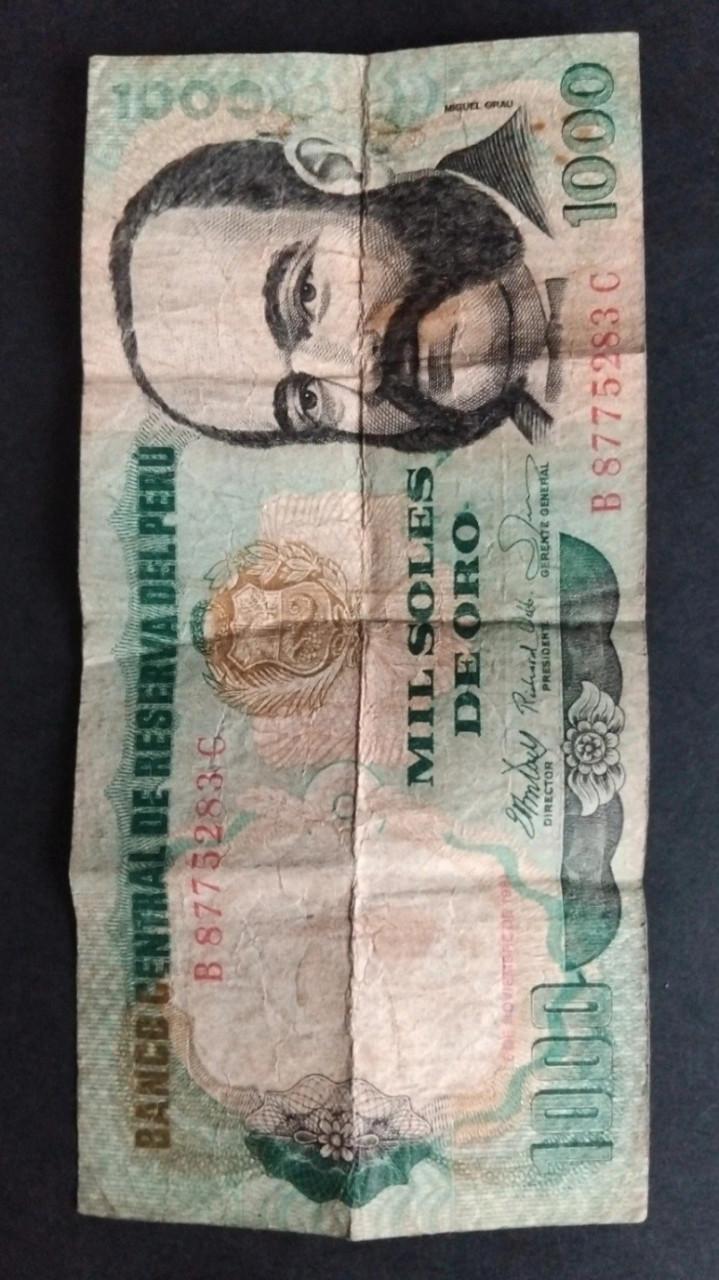 BANCO CENTRAL DE RESERVA DEL PERU
1000
B 8775283 C
MIGUEL GRAU
MIL SOLES
DE ORO
DIRECTOR
PRESIDENTE
GERENTE GENERAL
B 8775283 C
1000
1000